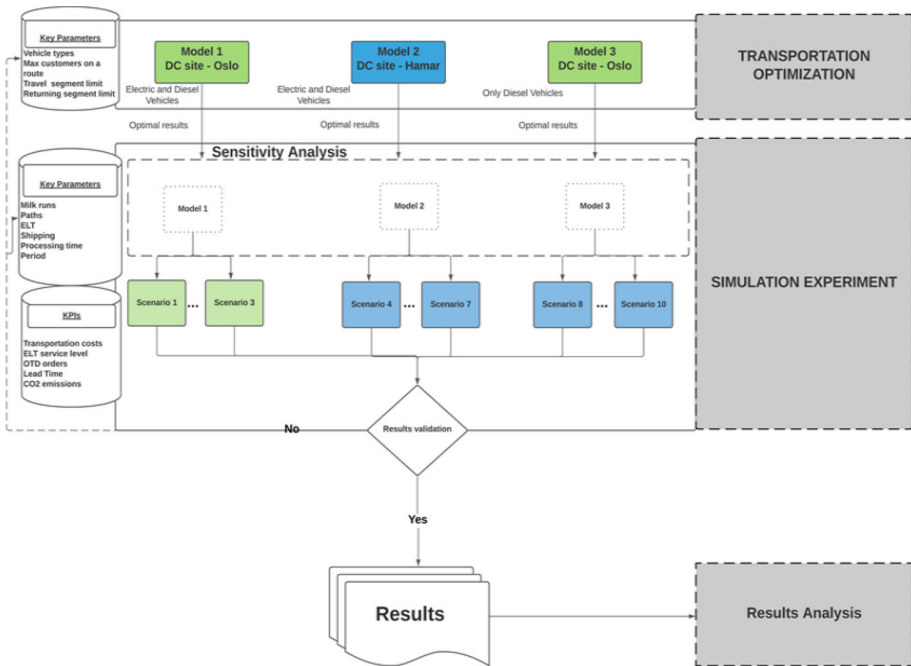 Key Parameters
Vehicle types
Max customers on a
route
Travel segment limit
Returning segment limit
Model 1
DC site - Oslo
Model 2
DC site - Hamar
Model 3
DC site - Oslo
TRANSPORTATION
OPTIMIZATION
Electric and Diesel
Vehicles
Electric and Diesel
Vehicles
Only Diesel Vehicles
Optimal results
Optimal results
Optimal results
Sensitivity Analysis
Key Parameters
Milk runs
Paths
ELT
Shipping
Processing time
Period
Model 1
Model 2
Model 3
SIMULATION EXPERIMENT
Scenario 1
...
Scenario 3
Scenario 4
...
Scenario 7
Scenario 8
...
Scenario 10
KPIs
Transportation costs
ELT service level
OTD orders
Lead Time
CO2 emissions
No
Results validation
Yes
Results
Results Analysis